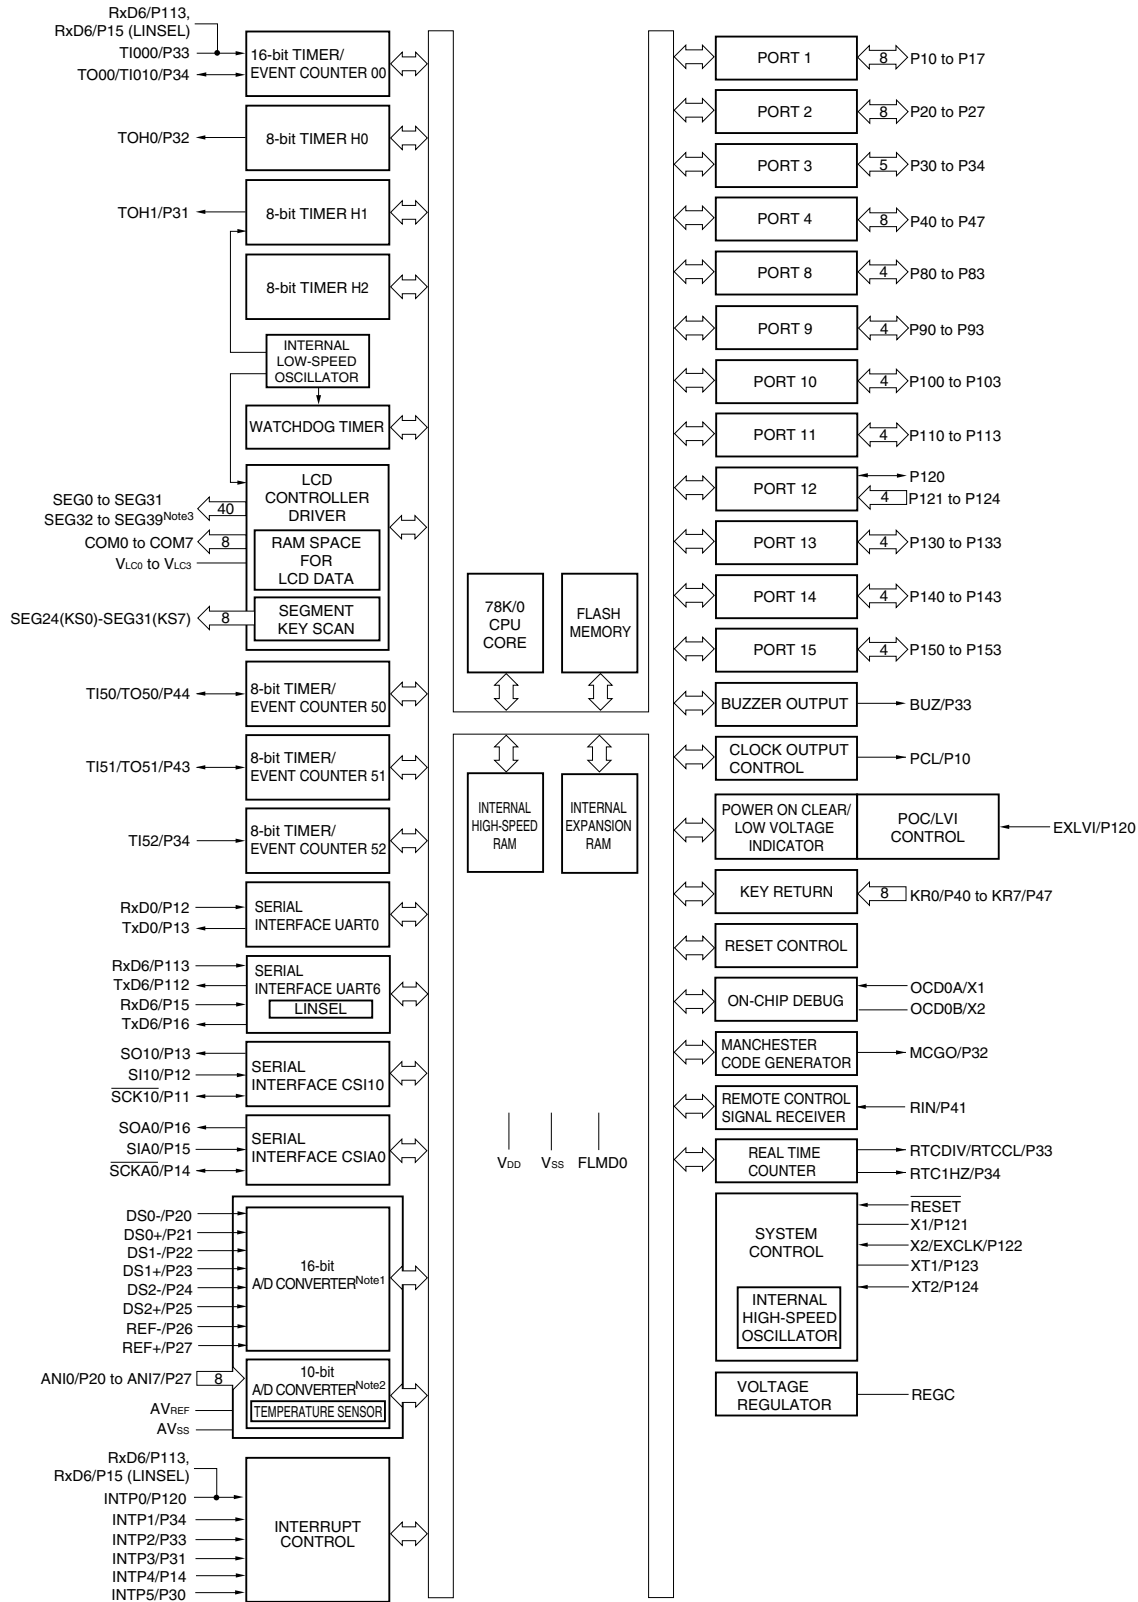 RxD6/P113,
RxD6/P15 (LINSEL)
TI000/P33
TO00/TI010/P34
16-bit TIMER/
EVENT COUNTER 00
TOH0/P32
8-bit TIMER H0
TOH1/P31
8-bit TIMER H1
8-bit TIMER H2
INTERNAL
LOW-SPEED
OSCILLATOR
WATCHDOG TIMER
SEG0 to SEG31
SEG32 to SEG39Note3
40
COM0 to COM7
8
VLC0 to VLC3
LCD
CONTROLLER
DRIVER
RAM SPACE
FOR
LCD DATA
SEG24(KS0)-SEG31(KS7)
8
SEGMENT
KEY SCAN
TI50/TO50/P44
8-bit TIMER/
EVENT COUNTER 50
TI51/TO51/P43
8-bit TIMER/
EVENT COUNTER 51
TI52/P34
8-bit TIMER/
EVENT COUNTER 52
RxD0/P12
TxD0/P13
SERIAL
INTERFACE UART0
RxD6/P113
TxD6/P112
RxD6/P15
TxD6/P16
SERIAL
INTERFACE UART6
LINSEL
SO10/P13
SI10/P12
SCK10/P11
SERIAL
INTERFACE CSI10
SOA0/P16
SIA0/P15
SCKA0/P14
SERIAL
INTERFACE CSIA0
DS0-/P20
DS0+/P21
DS1-/P22
DS1+/P23
DS2-/P24
DS2+/P25
REF-/P26
REF+/P27
16-bit
A/D CONVERTERNote1
ANI0/P20 to ANI7/P27
8
AVREF
AVSS
10-bit
A/D CONVERTERNote2
TEMPERATURE SENSOR
RxD6/P113,
RxD6/P15 (LINSEL)
INTP0/P120
INTP1/P34
INTP2/P33
INTP3/P31
INTP4/P14
INTP5/P30
INTERRUPT
CONTROL
78K/0
CPU
CORE
FLASH
MEMORY
INTERNAL
HIGH-SPEED
RAM
INTERNAL
EXPANSION
RAM
VDD
VSS
FLMD0
PORT 1
8
P10 to P17
PORT 2
8
P20 to P27
PORT 3
5
P30 to P34
PORT 4
8
P40 to P47
PORT 8
4
P80 to P83
PORT 9
4
P90 to P93
PORT 10
4
P100 to P103
PORT 11
4
P110 to P113
PORT 12
P120
4
P121 to P124
PORT 13
4
P130 to P133
PORT 14
4
P140 to P143
PORT 15
4
P150 to P153
BUZZER OUTPUT
BUZ/P33
CLOCK OUTPUT
CONTROL
PCL/P10
POWER ON CLEAR/
LOW VOLTAGE
INDICATOR
POC/LVI
CONTROL
EXLVI/P120
KEY RETURN
8
KR0/P40 to KR7/P47
RESET CONTROL
ON-CHIP DEBUG
OCD0A/X1
OCD0B/X2
MANCHESTER
CODE GENERATOR
MCGO/P32
REMOTE CONTROL
SIGNAL RECEIVER
RIN/P41
REAL TIME
COUNTER
RTCDIV/RTCCL/P33
RTC1HZ/P34
SYSTEM
CONTROL
INTERNAL
HIGH-SPEED
OSCILLATOR
RESET
X1/P121
X2/EXCLK/P122
XT1/P123
XT2/P124
VOLTAGE
REGULATOR
REGC